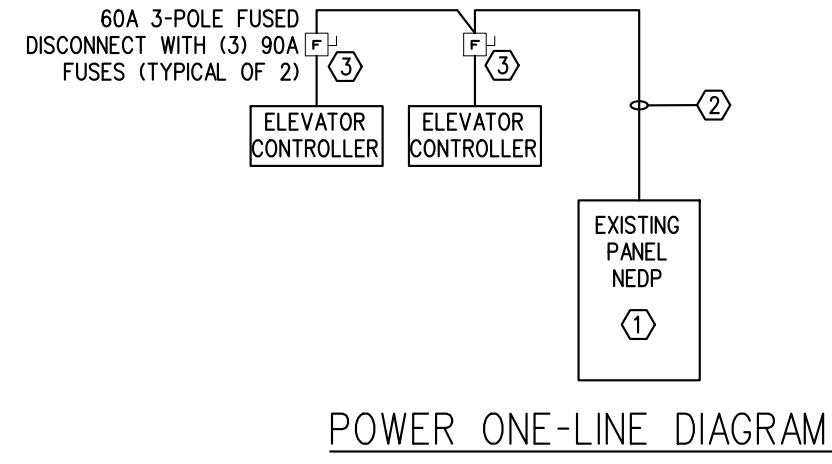 60A 3-POLE FUSED
DISCONNECT WITH (3) 90A
FUSES (TYPICAL OF 2)
F
3
F
3
ELEVATOR
CONTROLLER
ELEVATOR
CONTROLLER
2
EXISTING
PANEL
NEDP
1
POWER ONE-LINE DIAGRAM